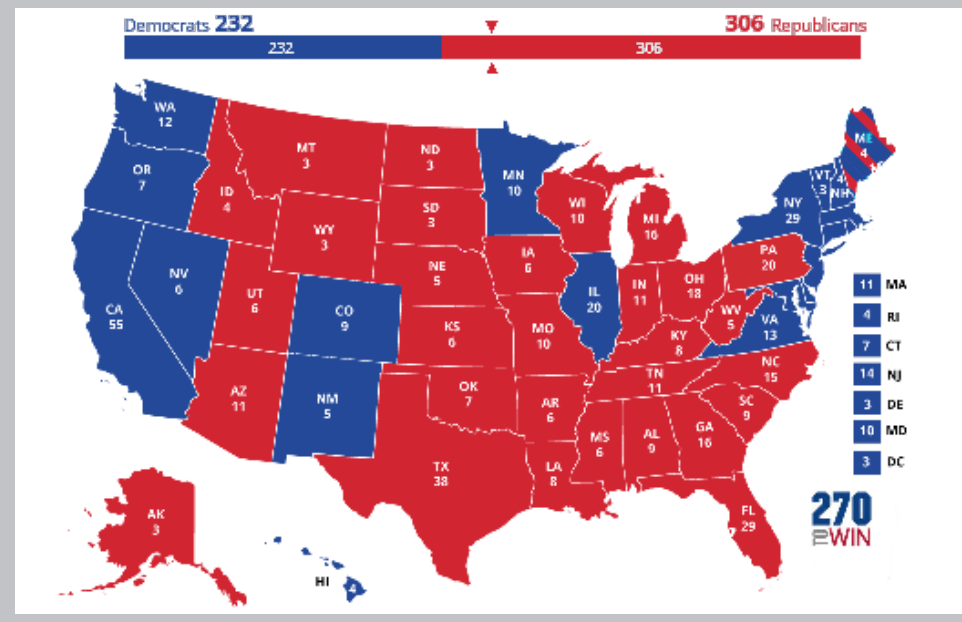 Democrats 232
306 Republicans
232
306
WA
12
OR
7
CA
55
NV
6
ID
4
MT
3
WY
3
UT
6
AZ
11
CO
9
NM
5
ND
3
SD
3
NE
5
KS
6
OK
7
TX
38
MN
10
IA
6
MO
10
AR
6
LA
8
WI
10
IL
20
MI
16
IN
11
OH
18
KY
8
TN
11
MS
6
AL
9
GA
16
FL
29
SC
9
NC
15
VA
13
WV
5
PA
20
NY
29
VT
3
4
NH
ME
4
AK
3
HI
4
11 MA
4 RI
7 CT
14 NJ
3 DE
10 MD
3 DC
270
TO WIN